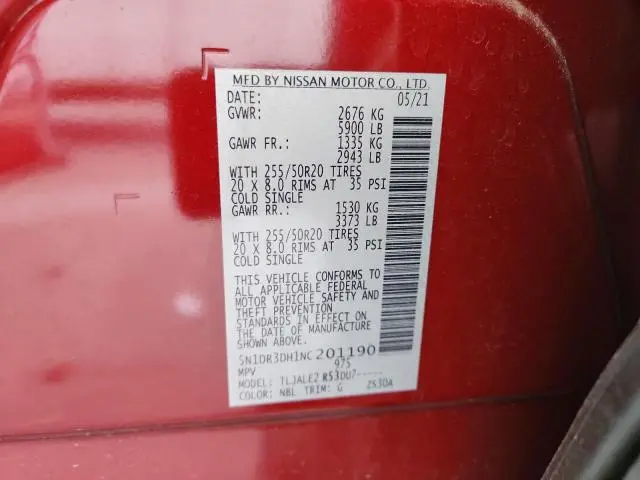 MFD BY NISSAN MOTOR CO., LTD.
DATE: 05/21
GVWR: 2676 KG
5900 LB
GAWR FR.: 1335 KG
2943 LB
WITH 255/50R20 TIRES
20 X 8.0 RIMS AT 35 PSI
COLD SINGLE
GAWR RR.: 1530 KG
3373 LB
WITH 255/50R20 TIRES
20 X 8.0 RIMS AT 35 PSI
COLD SINGLE
THIS VEHICLE CONFORMS TO
ALL APPLICABLE FEDERAL
MOTOR VEHICLE SAFETY AND
THEFT PREVENTION
STANDARDS IN EFFECT ON
DATE SHOWN ABOVE.
5N1DR3DH1NC201190
MPV 975
MODEL: TLJALE2 R53DU7-----
COLOR: NBL TRIM: G 2S3DA